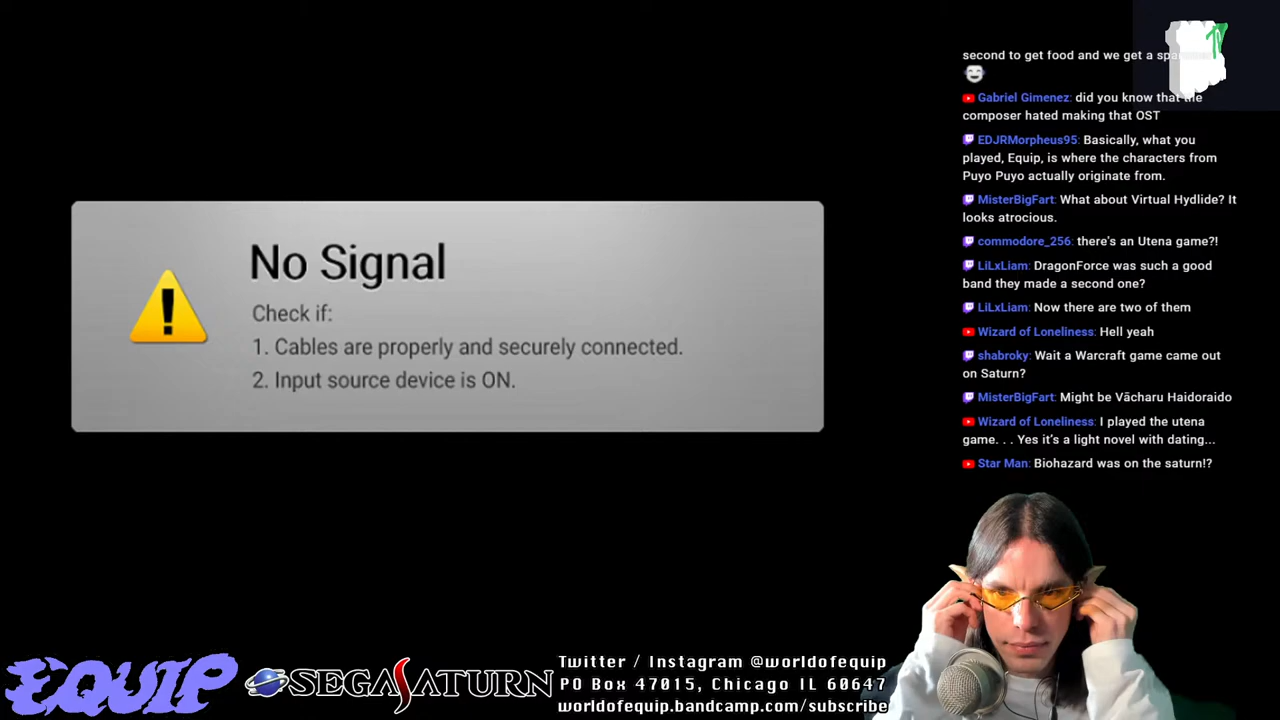 second to get food and we get a
Gabriel Gimenez: did you know that the
composer hated making that OST
EDJRMorpheus95: Basically, what you
played, Equip, is where the characters from
Puyo Puyo actually originate from.
MisterBigFart: What about Virtual Hydlide? It
looks atrocious.
commodore_256: there's an Utena game?!
LiLxLiam: DragonForce was such a good
band they made a second one?
LiLxLiam: Now there are two of them
Wizard of Loneliness: Hell yeah
shabroky: Wait a Warcraft game came out
on Saturn?
MisterBigFart: Might be Vācharu Haidoraido
Wizard of Loneliness: I played the utena
game. . . Yes it's a light novel with dating...
Star Man: Biohazard was on the saturn!?
No Signal
!
Check if:
1. Cables are properly and securely connected.
2. Input source device is ON.
EQUIP
SEGA SATURN
Twitter / Instagram @worldofequip
PO Box 47015, Chicago IL 60647
worldofequip.bandcamp.com/subscribe